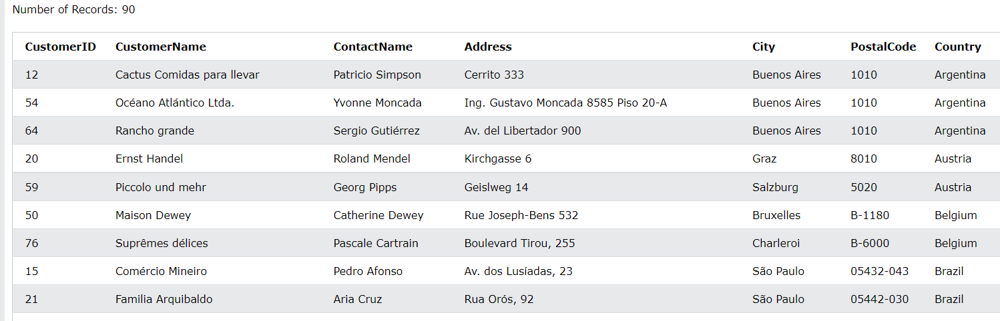 Number of Records: 90
CustomerID CustomerName ContactName Address City PostalCode Country
12 Cactus Comidas para llevar Patricio Simpson Cerrito 333 Buenos Aires 1010 Argentina
54 Océano Atlántico Ltda. Yvonne Moncada Ing. Gustavo Moncada 8585 Piso 20-A Buenos Aires 1010 Argentina
64 Rancho grande Sergio Gutiérrez Av. del Libertador 900 Buenos Aires 1010 Argentina
20 Ernst Handel Roland Mendel Kirchgasse 6 Graz 8010 Austria
59 Piccolo und mehr Georg Pipps Geislweg 14 Salzburg 5020 Austria
50 Maison Dewey Catherine Dewey Rue Joseph-Bens 532 Bruxelles B-1180 Belgium
76 Suprêmes délices Pascale Cartrain Boulevard Tirou, 255 Charleroi B-6000 Belgium
15 Comércio Mineiro Pedro Afonso Av. dos Lusíadas, 23 São Paulo 05432-043 Brazil
21 Familia Arquibaldo Aria Cruz Rua Orós, 92 São Paulo 05442-030 Brazil